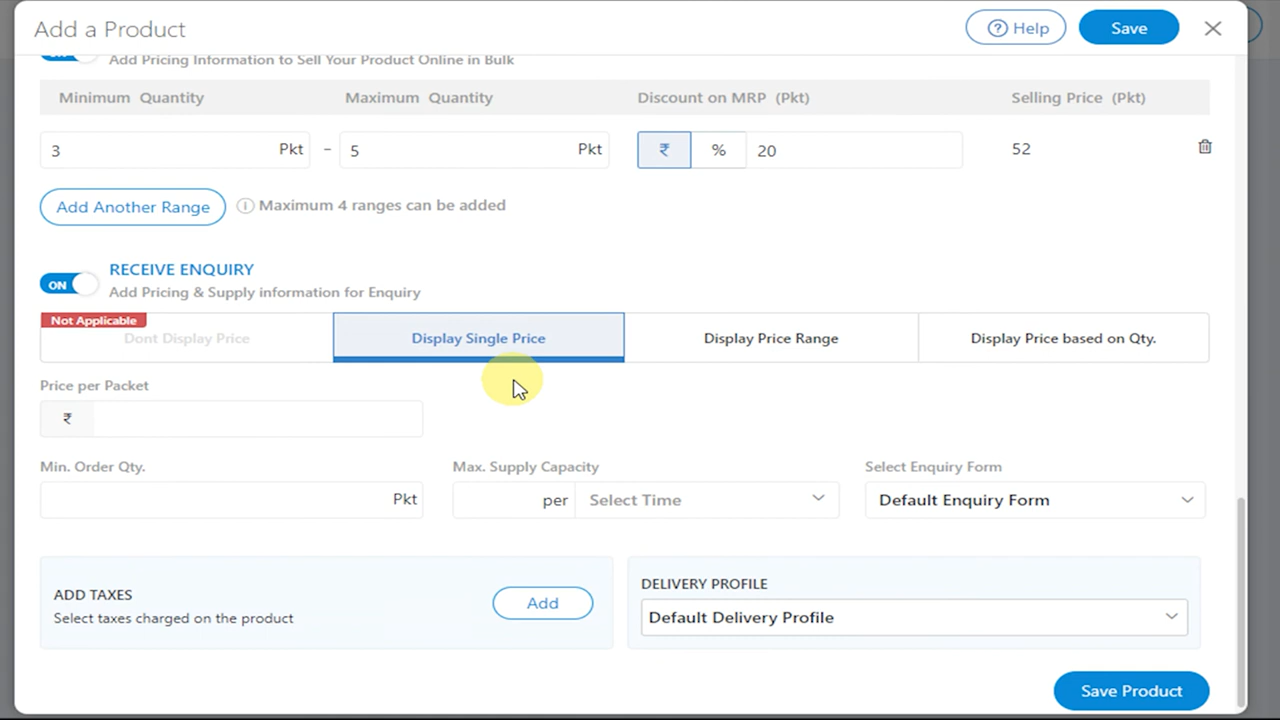 Add a Product
Help
Save
Add Pricing Information to Sell Your Product Online in Bulk
Minimum Quantity Maximum Quantity Discount on MRP (Pkt) Selling Price (Pkt)
3 Pkt - 5 Pkt ₹ % 20 52
Add Another Range Maximum 4 ranges can be added
ON RECEIVE ENQUIRY
Add Pricing & Supply information for Enquiry
Not Applicable
Dont Display Price Display Single Price Display Price Range Display Price based on Qty.
Price per Packet
₹
Min. Order Qty. Max. Supply Capacity Select Enquiry Form
Pkt per Select Time Default Enquiry Form
ADD TAXES
Select taxes charged on the product
Add
DELIVERY PROFILE
Default Delivery Profile
Save Product